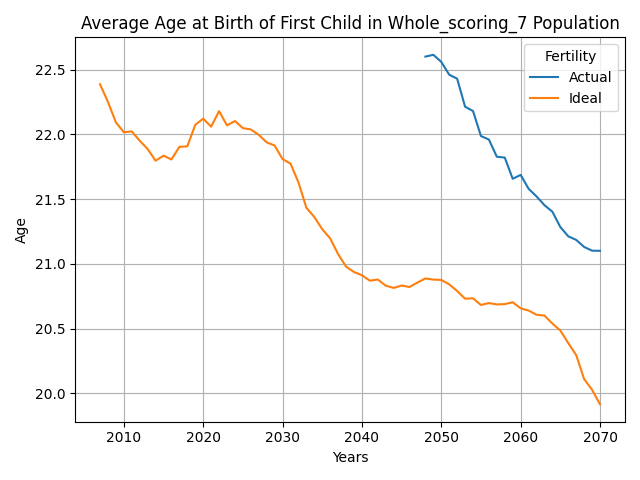 Average Age at Birth of First Child in Whole_scoring_7 Population
Fertility
Actual
Ideal
22.5
22.0
21.5
21.0
20.5
20.0
Age
2010 2020 2030 2040 2050 2060 2070
Years